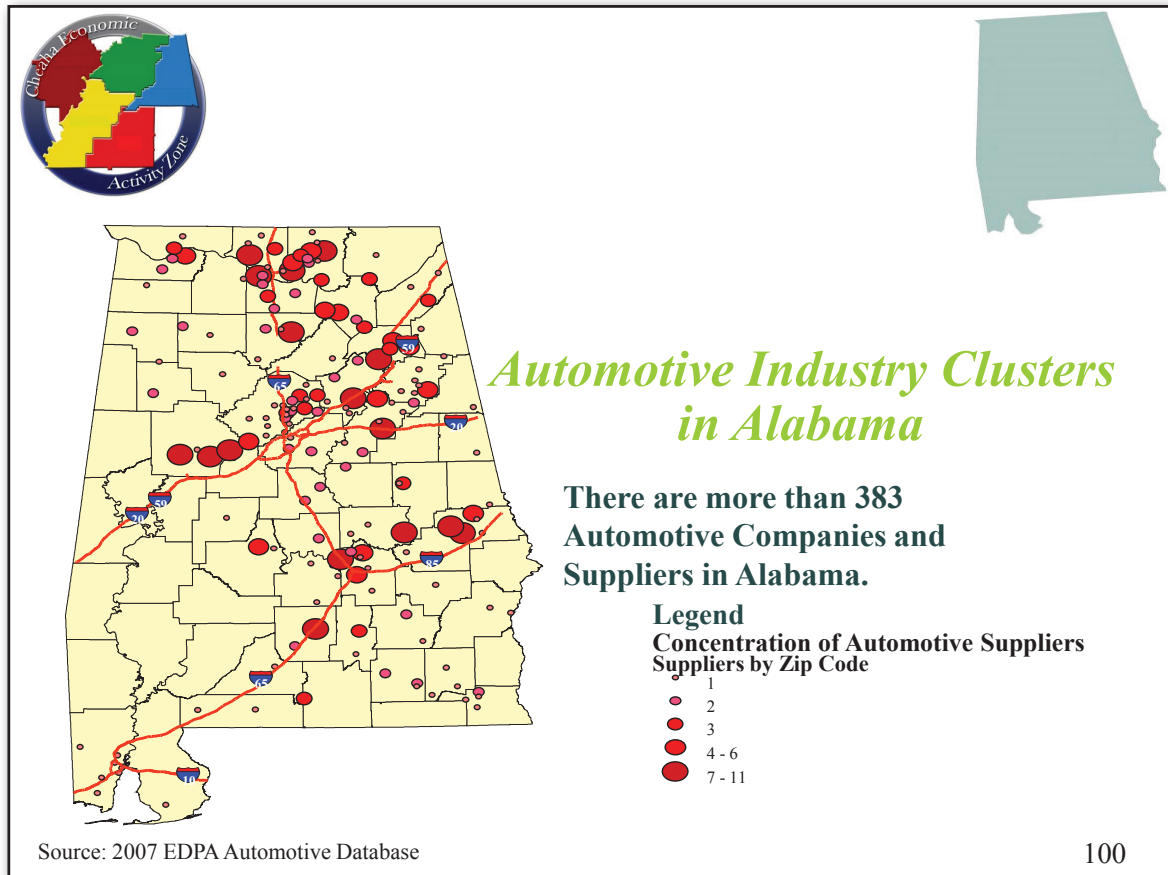 Cheaha Economic
Activity Zone
59
65
20
59
20
85
65
10
Automotive Industry Clusters
in Alabama
There are more than 383
Automotive Companies and
Suppliers in Alabama.
Legend
Concentration of Automotive Suppliers
Suppliers by Zip Code
1
2
3
4 - 6
7 - 11
Source: 2007 EDPA Automotive Database
100